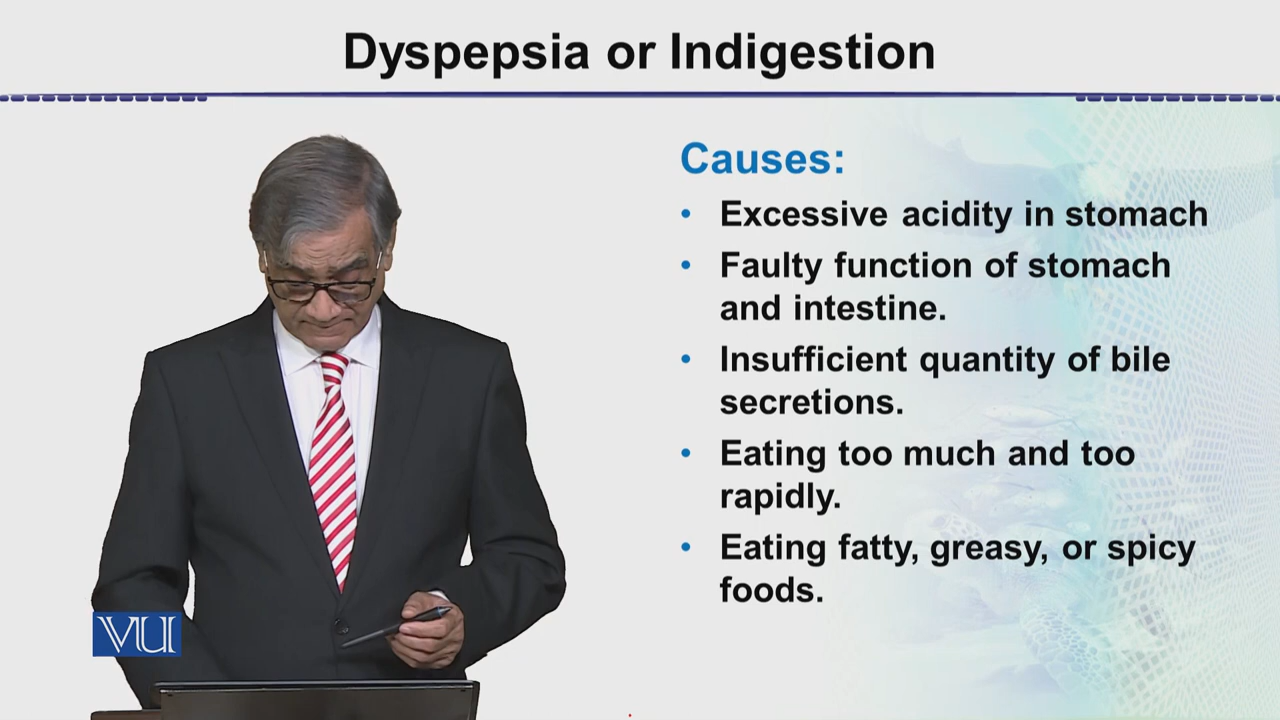 Dyspepsia or Indigestion
Causes:
• Excessive acidity in stomach
• Faulty function of stomach
and intestine.
• Insufficient quantity of bile
secretions.
• Eating too much and too
rapidly.
• Eating fatty, greasy, or spicy
foods.
VU